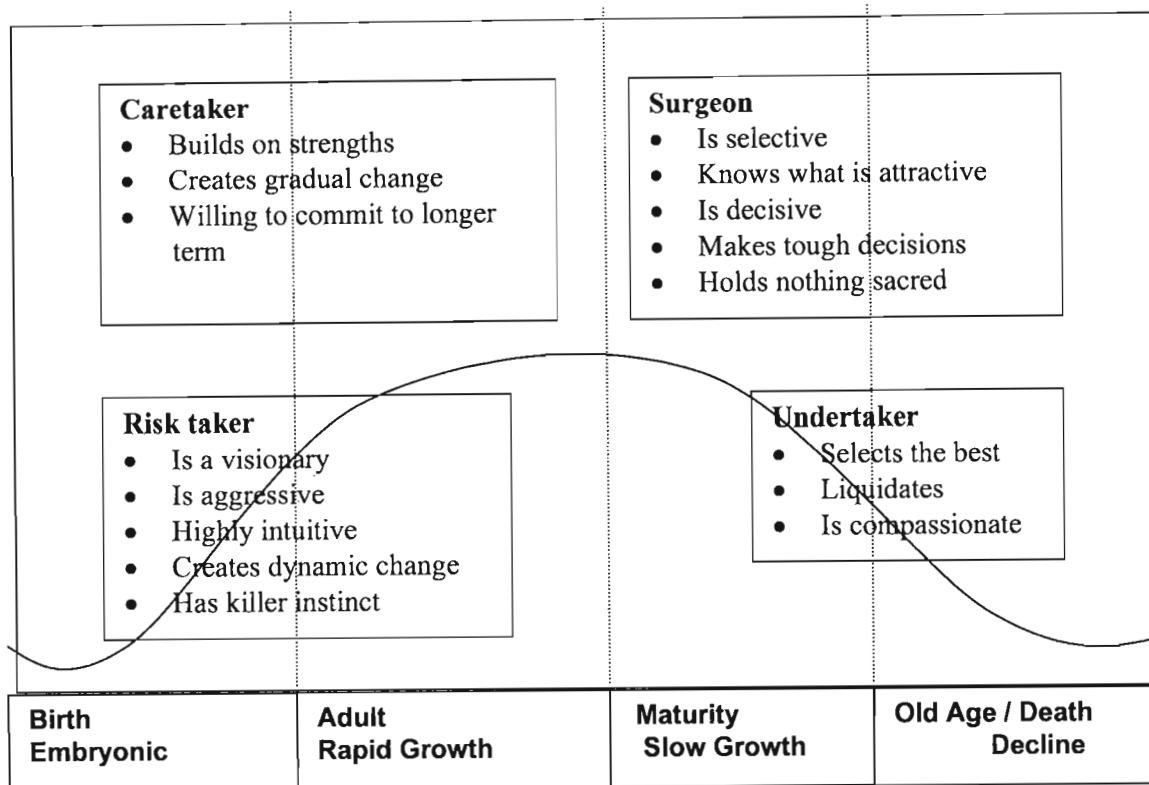 Caretaker
• Builds on strengths
• Creates gradual change
• Willing to commit to longer
term
Surgeon
• Is selective
• Knows what is attractive
• Is decisive
• Makes tough decisions
• Holds nothing sacred
Risk taker
• Is a visionary
• Is aggressive
• Highly intuitive
• Creates dynamic change
• Has killer instinct
Undertaker
• Selects the best
• Liquidates
• Is compassionate
Birth
Embryonic
Adult
Rapid Growth
Maturity
Slow Growth
Old Age / Death
Decline